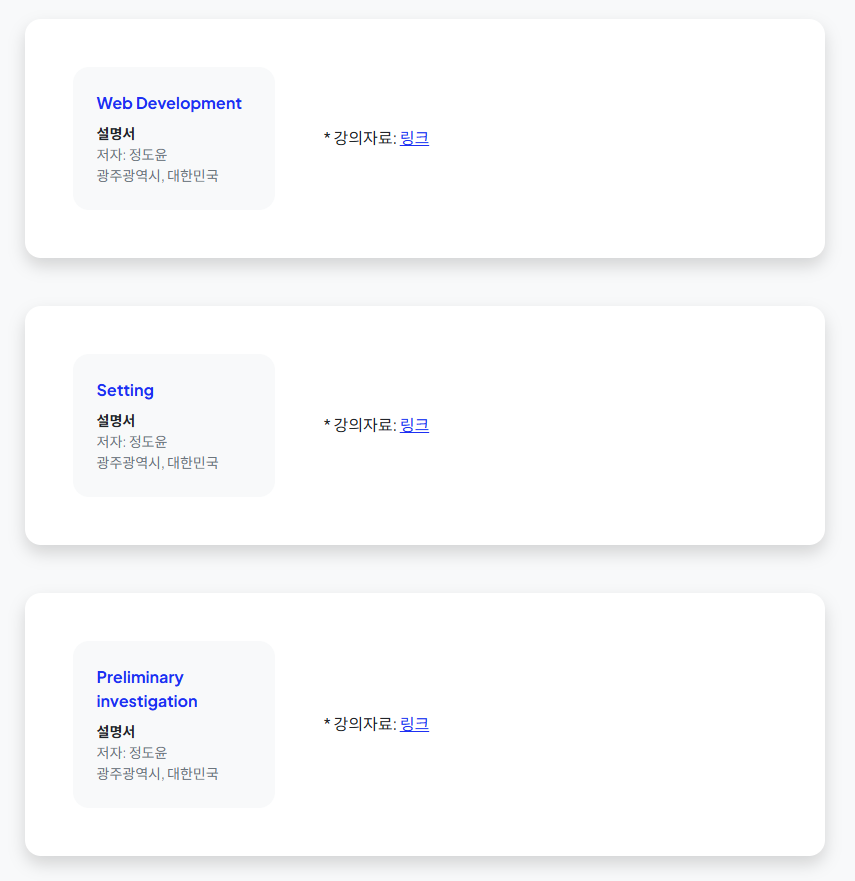 Web Development
설명서
저자: 정도윤
광주광역시, 대한민국
* 강의자료: 링크
Setting
설명서
저자: 정도윤
광주광역시, 대한민국
* 강의자료: 링크
Preliminary
investigation
설명서
저자: 정도윤
광주광역시, 대한민국
* 강의자료: 링크